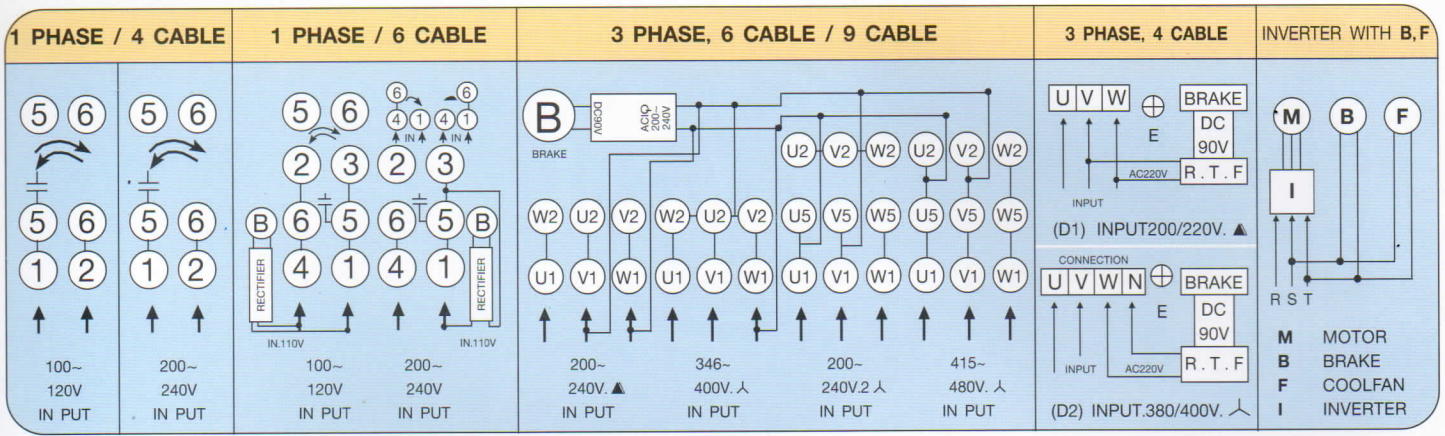 1 PHASE / 4 CABLE
5 6 5 6
5 6 5 6
1 2 1 2
100~ 200~
120V 240V
IN PUT IN PUT
1 PHASE / 6 CABLE
6 6
5 6 4 1 4 1
IN IN
2 3 2 3
B 6 5 6 5 B
4 1 4 1
RECTIFIER RECTIFIER
IN.110V IN.110V
100~ 200~
120V 240V
IN PUT IN PUT
3 PHASE, 6 CABLE / 9 CABLE
B
BRAKE
DC90V
200~
240V
U2 V2 W2 U2 V2 W2
W2 U2 V2 W2 U2 V2 U5 V5 W5 U5 V5 W5
U1 V1 W1 U1 V1 W1 U1 V1 W1 U1 V1 W1
200~ 346~ 200~ 415~
240V. 400V. 240V.2 480V.
IN PUT IN PUT IN PUT IN PUT
3 PHASE, 4 CABLE
U V W
E
BRAKE
DC
90V
R.T.F
AC220V
INPUT
(D1) INPUT200/220V.
CONNECTION
U V W N
E
BRAKE
DC
90V
R.T.F
INPUT
AC220V
(D2) INPUT.380/400V.
INVERTER WITH B,F
M B F
I
R S T
M MOTOR
B BRAKE
F COOLFAN
I INVERTER